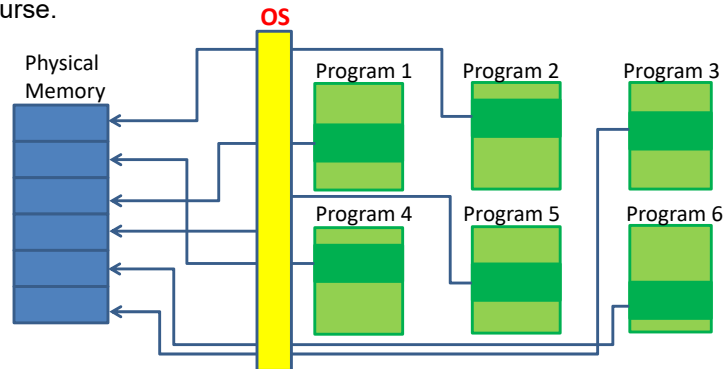 urse.
OS
Physical
Memory
Program 1
Program 2
Program 3
Program 4
Program 5
Program 6